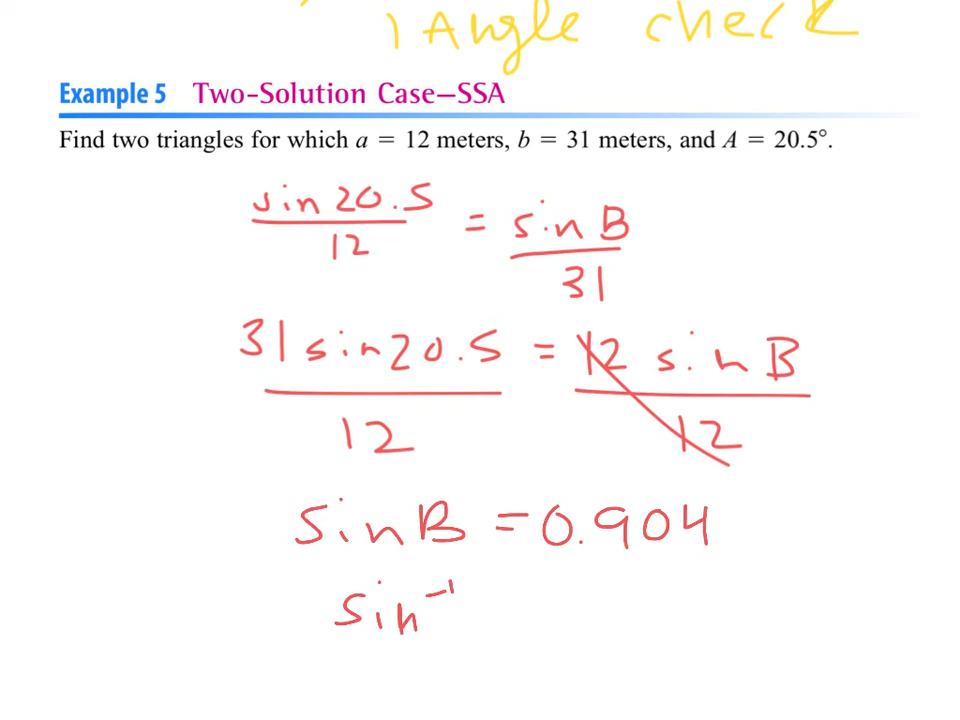 1 Angle check
Example 5 Two-Solution Case—SSA
Find two triangles for which a = 12 meters, b = 31 meters, and A = 20.5°.
sin 20.5 / 12 = sin B / 31
31 sin 20.5 / 12 = 12 sin B / 12
sin B = 0.904
sin⁻¹